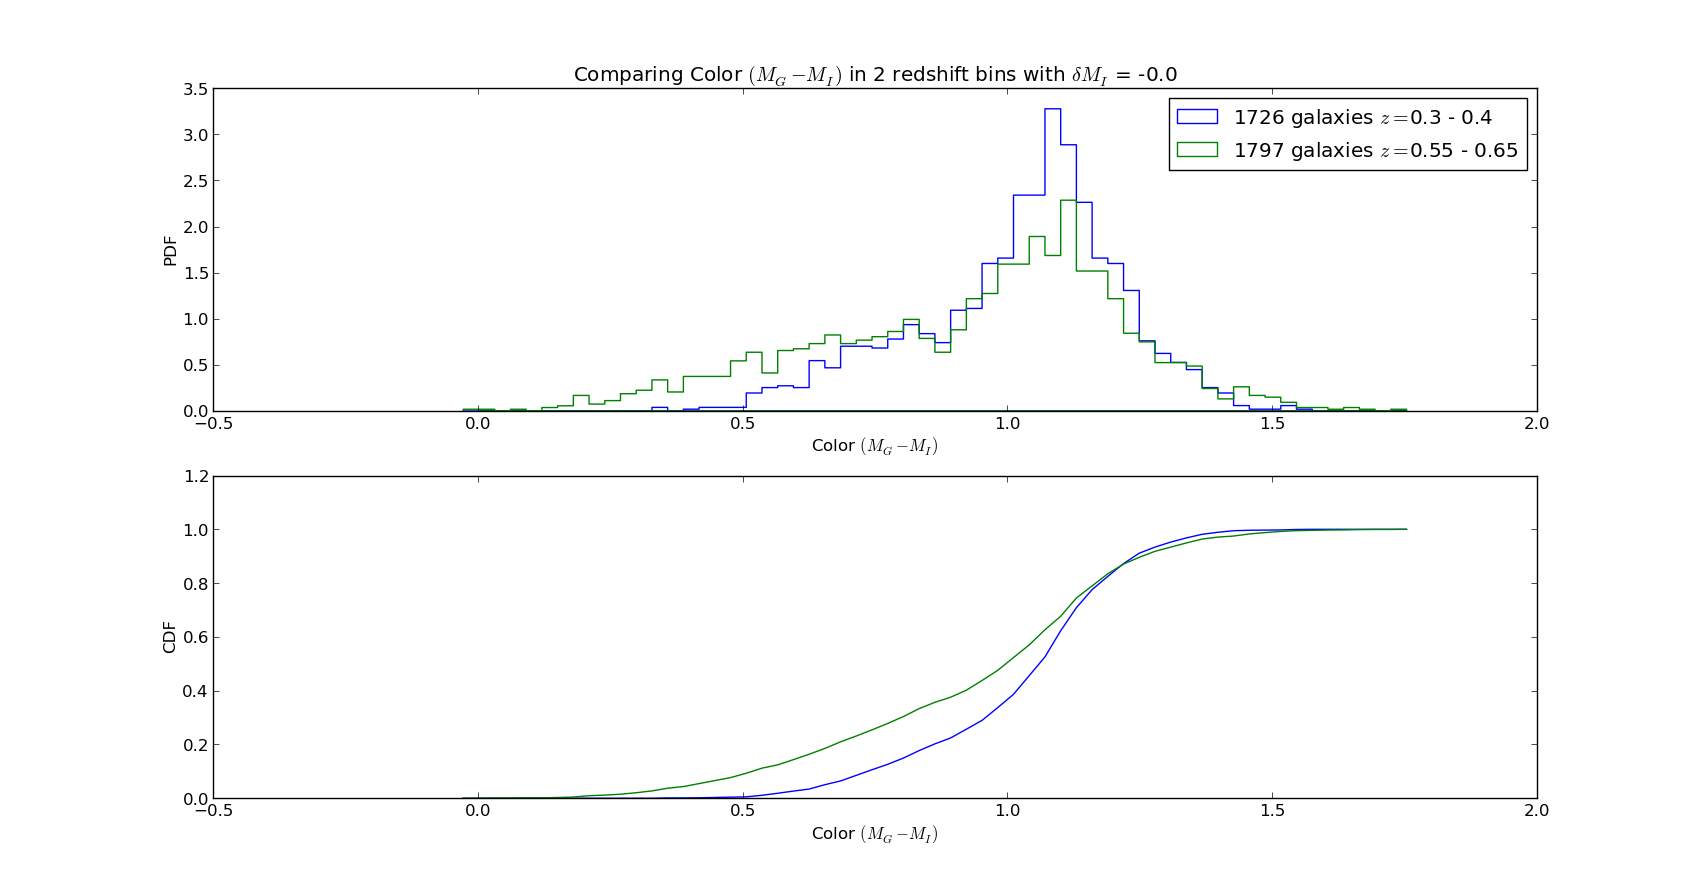 Comparing Color $(M_G - M_I)$ in 2 redshift bins with $\delta M_I$ = -0.0
3.5
3.0
2.5
2.0
1.5
1.0
0.5
0.0
PDF
1726 galaxies $z=$0.3 - 0.4
1797 galaxies $z=$0.55 - 0.65
−0.5 0.0 0.5 1.0 1.5 2.0
Color $(M_G - M_I)$
1.2
1.0
0.8
0.6
0.4
0.2
0.0
CDF
−0.5 0.0 0.5 1.0 1.5 2.0
Color $(M_G - M_I)$